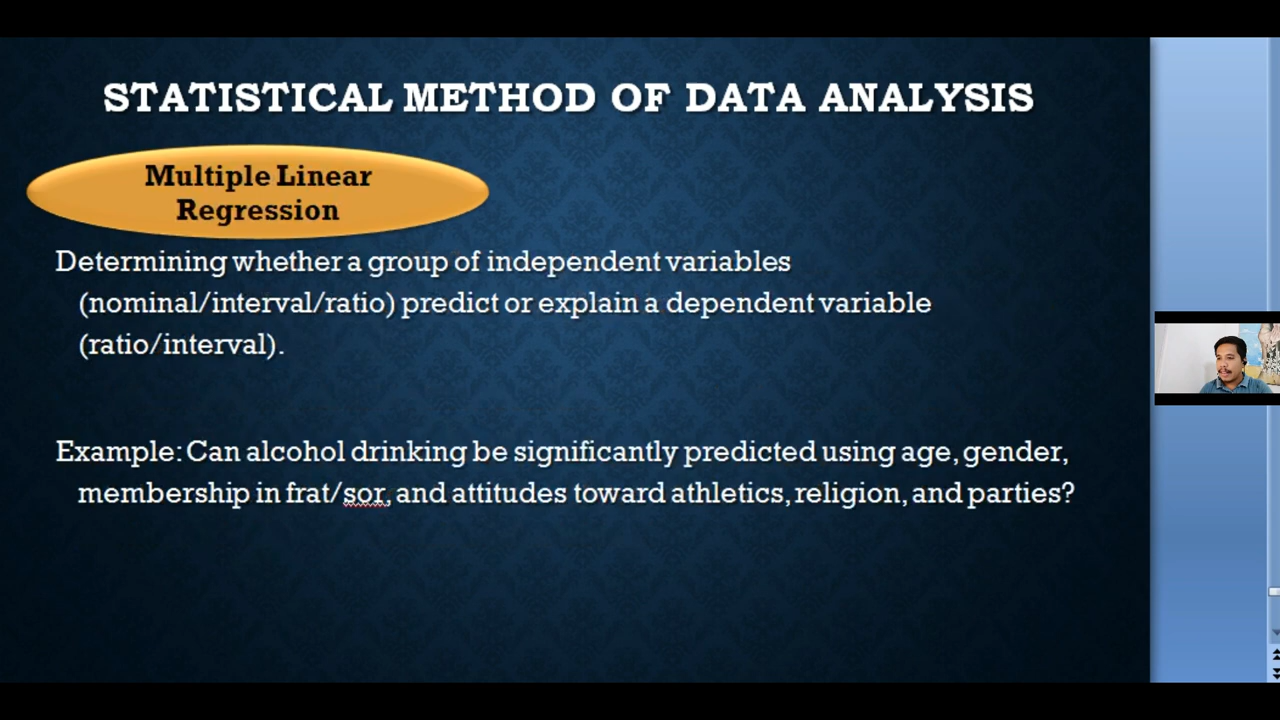 STATISTICAL METHOD OF DATA ANALYSIS
Multiple Linear
Regression
Determining whether a group of independent variables
(nominal/interval/ratio) predict or explain a dependent variable
(ratio/interval).
Example: Can alcohol drinking be significantly predicted using age, gender,
membership in frat/sor, and attitudes toward athletics, religion, and parties?